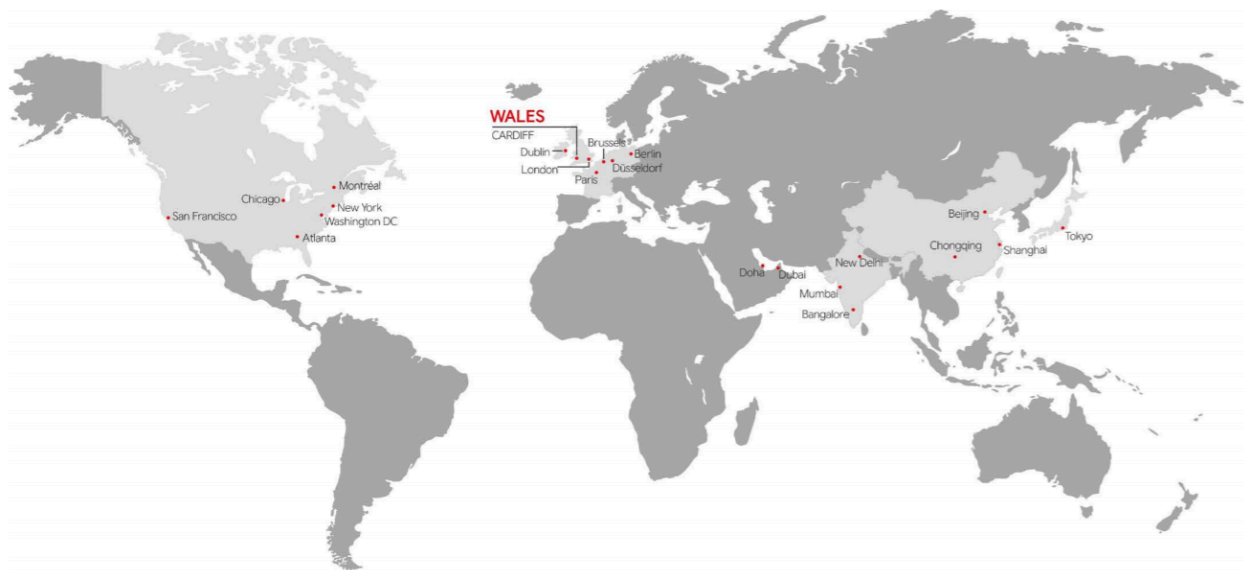 WALES
CARDIFF
Dublin
London
Brussels
Paris
Berlin
Düsseldorf
Montréal
Chicago
New York
San Francisco
Washington DC
Atlanta
Beijing
Tokyo
Chongqing
Shanghai
New Delhi
Doha
Dubai
Mumbai
Bangalore